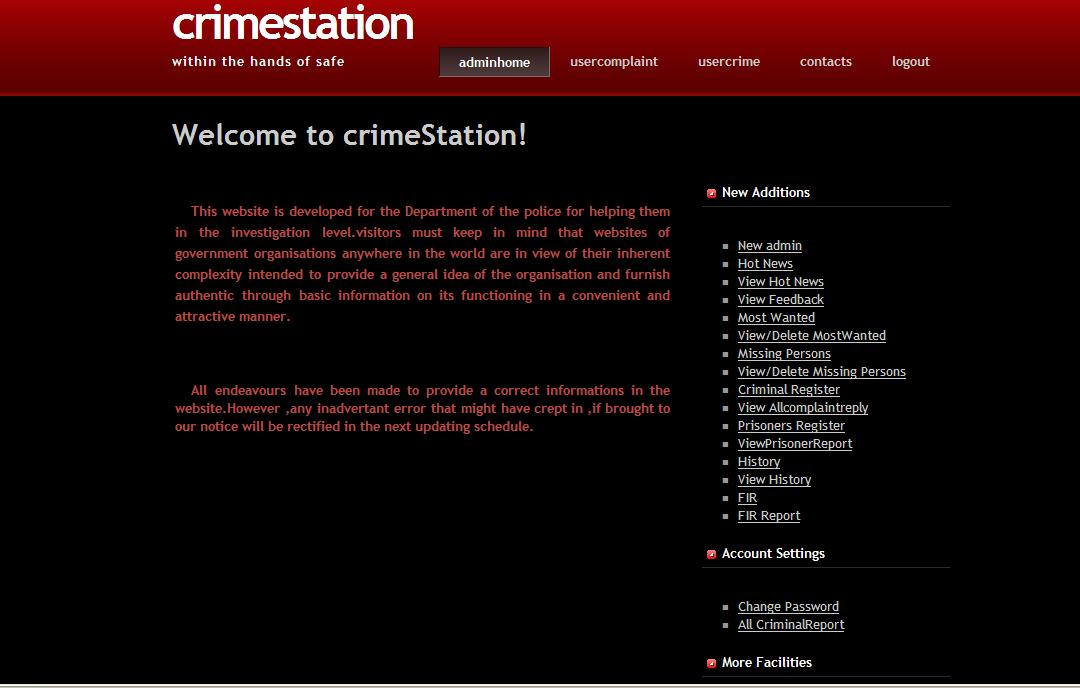 crimestation
within the hands of safe
adminhome usercomplaint usercrime contacts logout
Welcome to crimeStation!
This website is developed for the Department of the police for helping them
in the investigation level.visitors must keep in mind that websites of
government organisations anywhere in the world are in view of their inherent
complexity intended to provide a general idea of the organisation and furnish
authentic through basic information on its functioning in a convenient and
attractive manner.
All endeavours have been made to provide a correct informations in the
website.However ,any inadvertant error that might have crept in ,if brought to
our notice will be rectified in the next updating schedule.
New Additions
New admin
Hot News
View Hot News
View Feedback
Most Wanted
View/Delete MostWanted
Missing Persons
View/Delete Missing Persons
Criminal Register
View Allcomplaintreply
Prisoners Register
ViewPrisonerReport
History
View History
FIR
FIR Report
Account Settings
Change Password
All CriminalReport
More Facilities